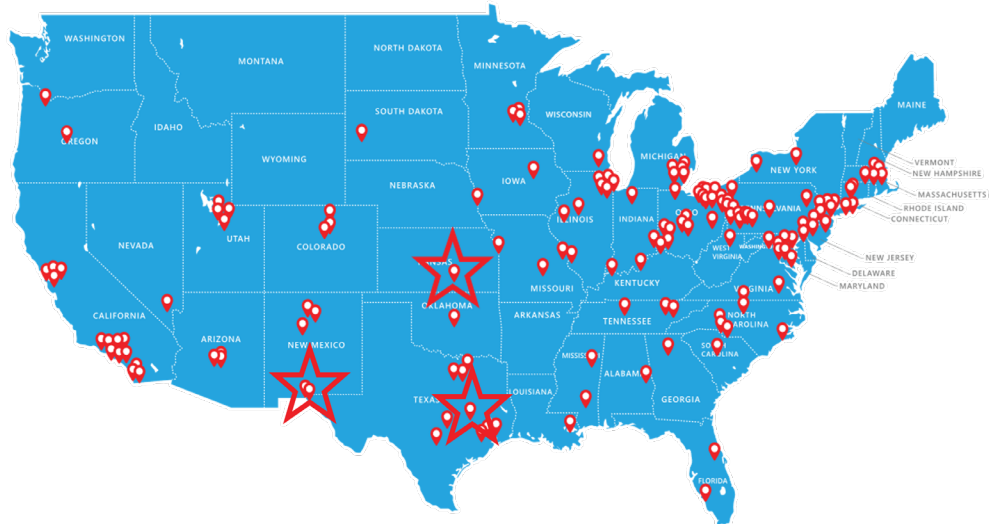 WASHINGTON
MONTANA
NORTH DAKOTA
MINNESOTA
MAINE
SOUTH DAKOTA
WISCONSIN
OREGON
IDAHO
MICHIGAN
VERMONT
NEW YORK
NEW HAMPSHIRE
WYOMING
IOWA
NEBRASKA
MASSACHUSETTS
RHODE ISLAND
CONNECTICUT
ILLINOIS
INDIANA
NEVADA
UTAH
COLORADO
WEST
VIRGINIA
NEW JERSEY
DELAWARE
MARYLAND
MISSOURI
KENTUCKY
VIRGINIA
OKLAHOMA
CALIFORNIA
ARKANSAS
TENNESSEE
NORTH
CAROLINA
ARIZONA
NEW MEXICO
SOUTH
CAROLINA
ALABAMA
TEXAS
GEORGIA
FLORIDA